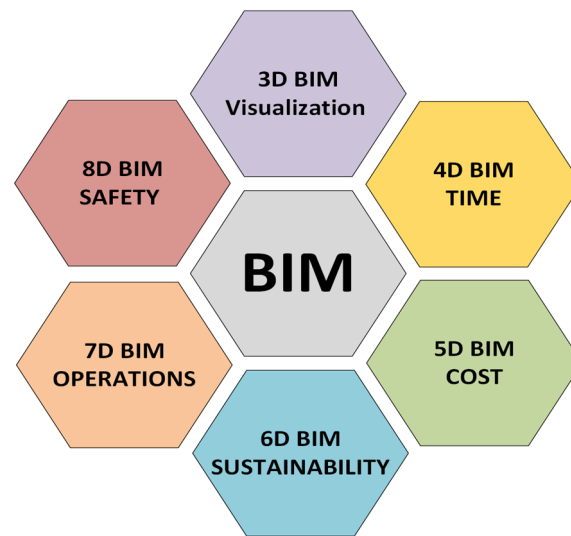 3D BIM
Visualization
4D BIM
TIME
5D BIM
COST
6D BIM
SUSTAINABILITY
7D BIM
OPERATIONS
8D BIM
SAFETY
BIM